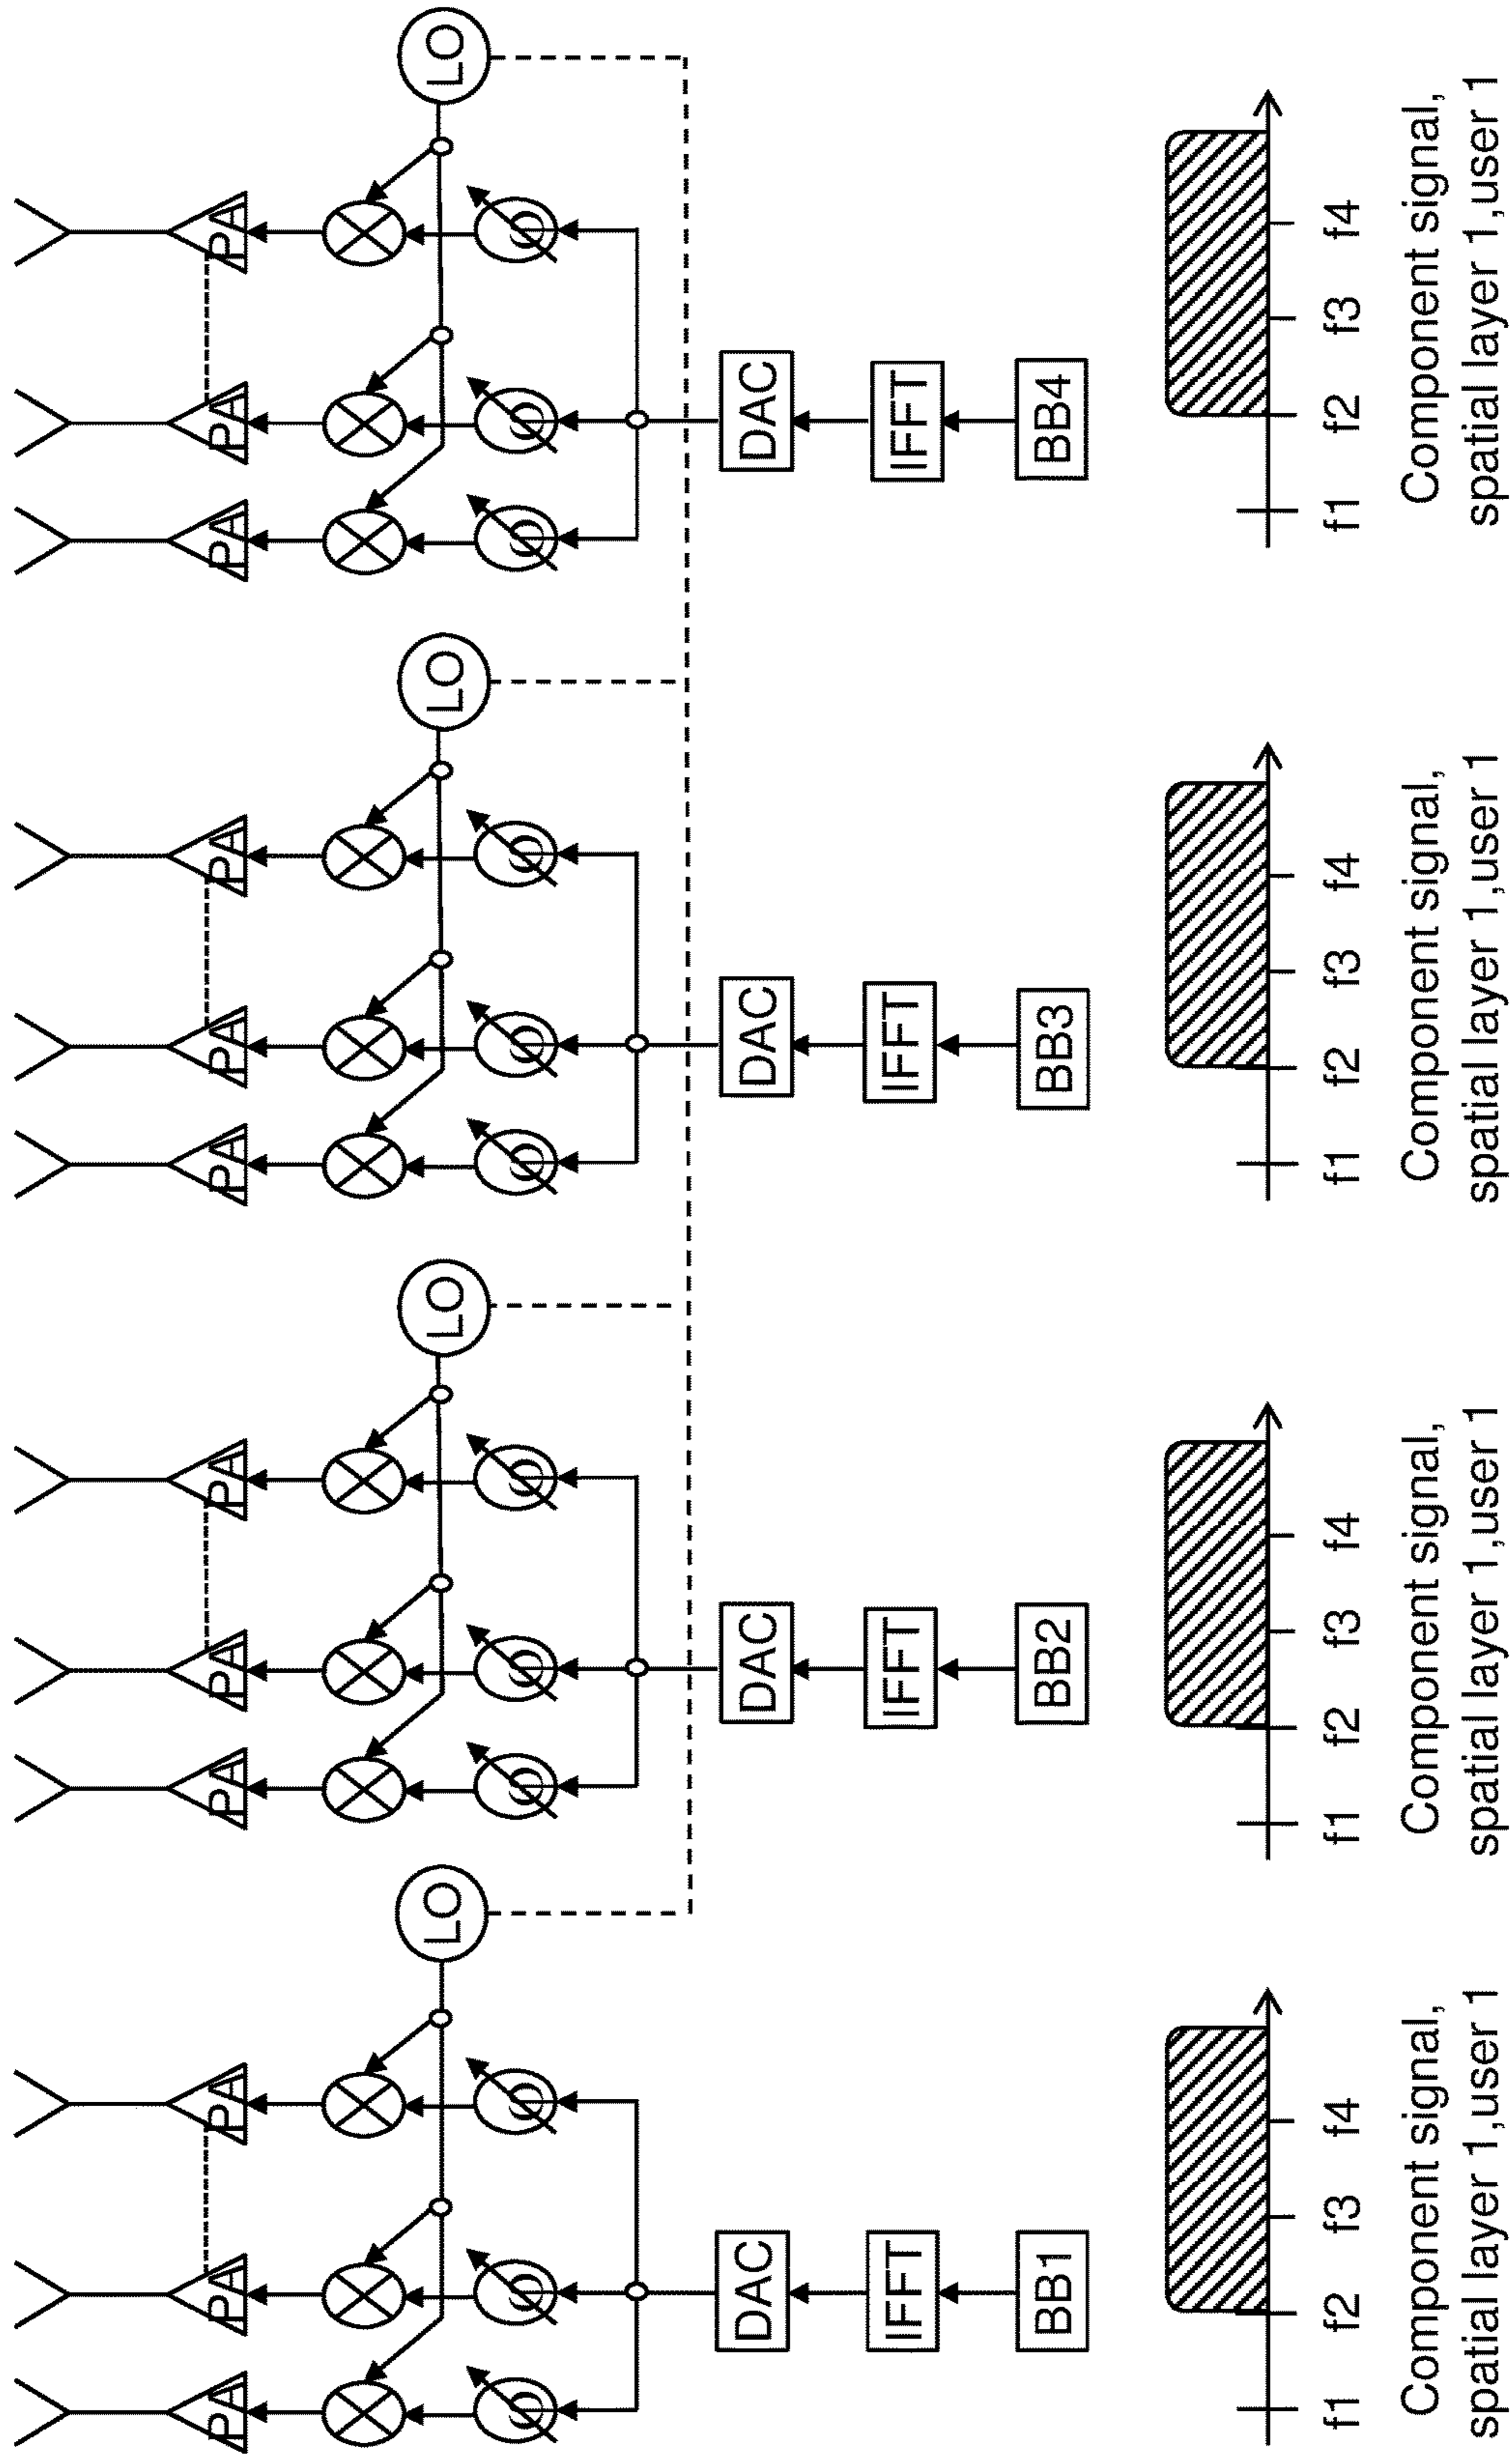 PA PA PA PA PA PA PA PA PA PA PA PA
LO LO LO LO
φ φ φ φ φ φ φ φ φ φ φ φ
DAC DAC DAC DAC
IFFT IFFT IFFT IFFT
BB1 BB2 BB3 BB4
f1 f2 f3 f4 f1 f2 f3 f4 f1 f2 f3 f4 f1 f2 f3 f4
Component signal,
spatial layer 1,user 1
Component signal,
spatial layer 1,user 1
Component signal,
spatial layer 1,user 1
Component signal,
spatial layer 1,user 1